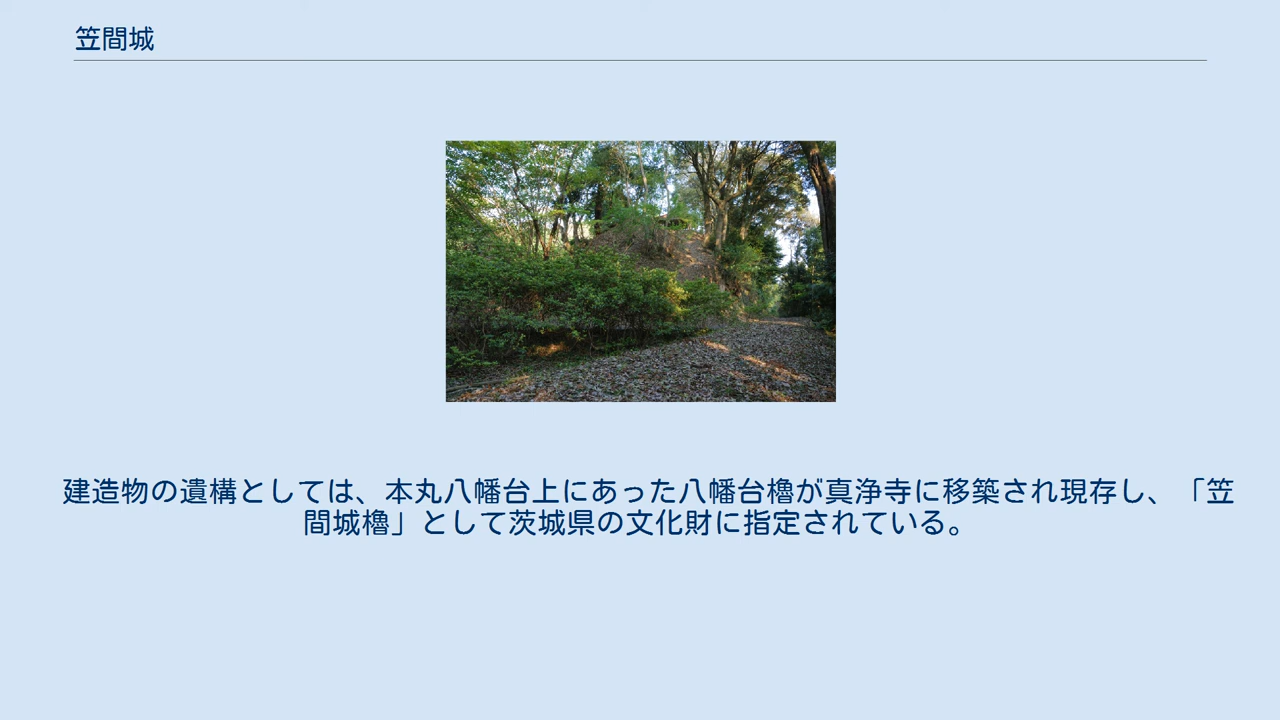 笠間城
建造物の遺構としては、本丸八幡台上にあった八幡台櫓が真浄寺に移築され現存し、「笠
間城櫓」として茨城県の文化財に指定されている。